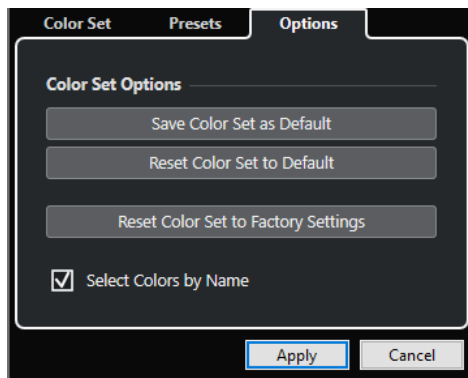 Color Set Presets Options
Color Set Options
Save Color Set as Default
Reset Color Set to Default
Reset Color Set to Factory Settings
Select Colors by Name
Apply Cancel